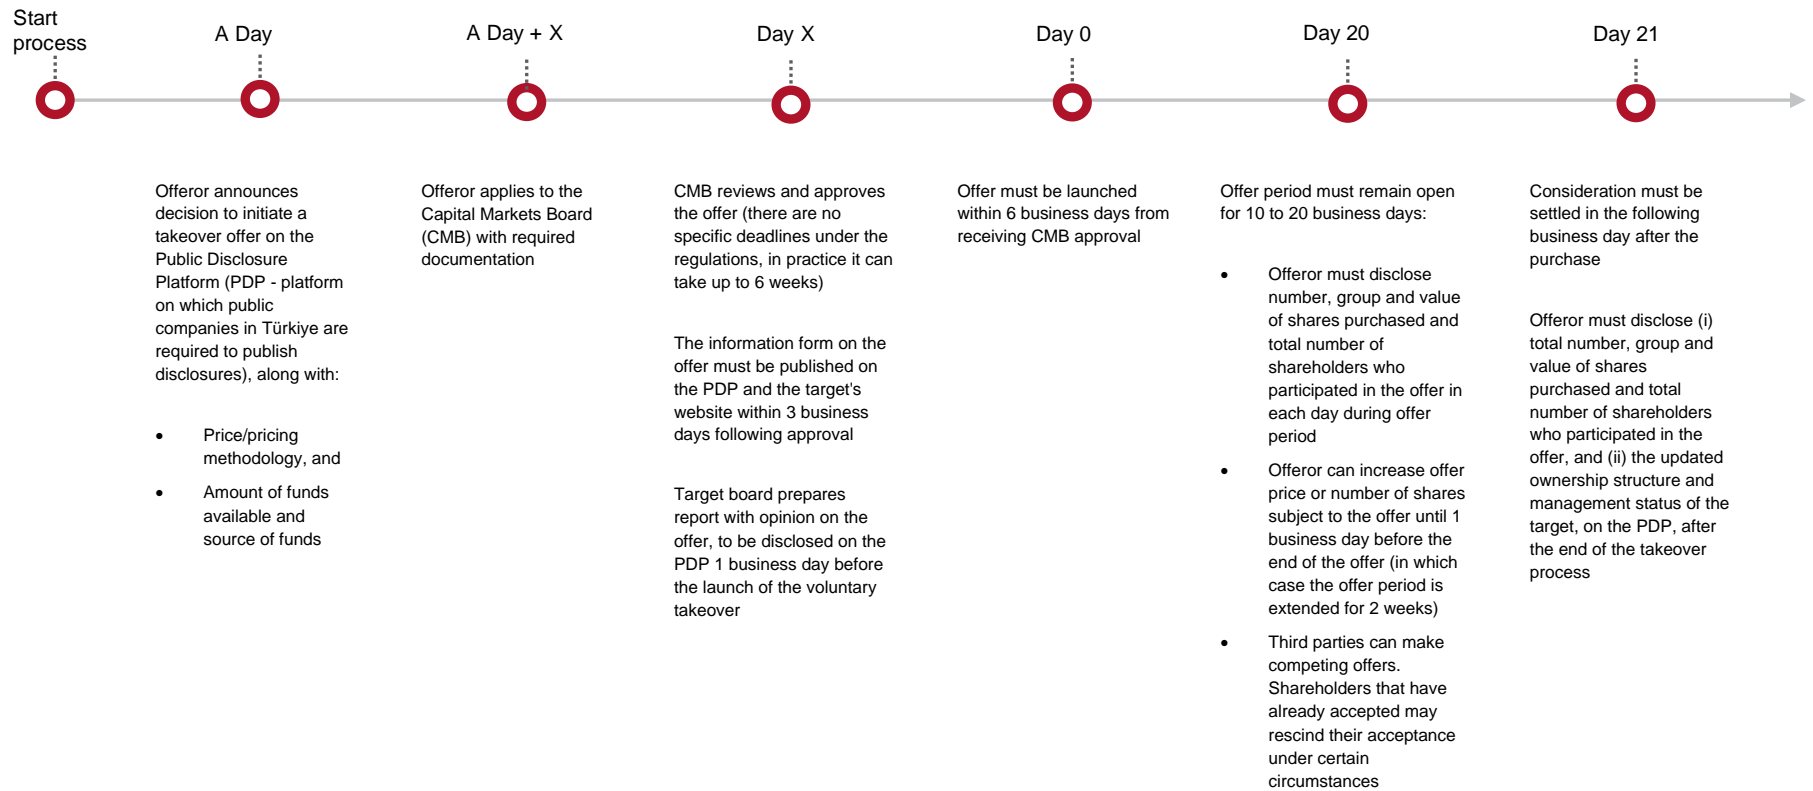 Start
process
A Day
A Day + X
Day X
Day 0
Day 20
Day 21
Offeror announces
decision to initiate a
takeover offer on the
Public Disclosure
Platform (PDP - platform
on which public
companies in Türkiye are
required to publish
disclosures), along with:
• Price/pricing
methodology, and
• Amount of funds
available and
source of funds
Offeror applies to the
Capital Markets Board
(CMB) with required
documentation
CMB reviews and approves
the offer (there are no
specific deadlines under the
regulations, in practice it can
take up to 6 weeks)
The information form on the
offer must be published on
the PDP and the target's
website within 3 business
days following approval
Target board prepares
report with opinion on the
offer, to be disclosed on the
PDP 1 business day before
the launch of the voluntary
takeover
Offer must be launched
within 6 business days from
receiving CMB approval
Offer period must remain open
for 10 to 20 business days:
• Offeror must disclose
number, group and value
of shares purchased and
total number of
shareholders who
participated in the offer in
each day during offer
period
• Offeror can increase offer
price or number of shares
subject to the offer until 1
business day before the
end of the offer (in which
case the offer period is
extended for 2 weeks)
• Third parties can make
competing offers.
Shareholders that have
already accepted may
rescind their acceptance
under certain
circumstances
Consideration must be
settled in the following
business day after the
purchase
Offeror must disclose (i)
total number, group and
value of shares
purchased and total
number of shareholders
who participated in the
offer, and (ii) the updated
ownership structure and
management status of the
target, on the PDP, after
the end of the takeover
process